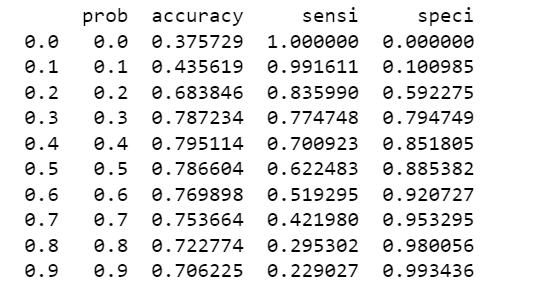 prob accuracy sensi speci
0.0 0.0 0.375729 1.000000 0.000000
0.1 0.1 0.435619 0.991611 0.100985
0.2 0.2 0.683846 0.835990 0.592275
0.3 0.3 0.787234 0.774748 0.794749
0.4 0.4 0.795114 0.700923 0.851805
0.5 0.5 0.786604 0.622483 0.885382
0.6 0.6 0.769898 0.519295 0.920727
0.7 0.7 0.753664 0.421980 0.953295
0.8 0.8 0.722774 0.295302 0.980056
0.9 0.9 0.706225 0.229027 0.993436